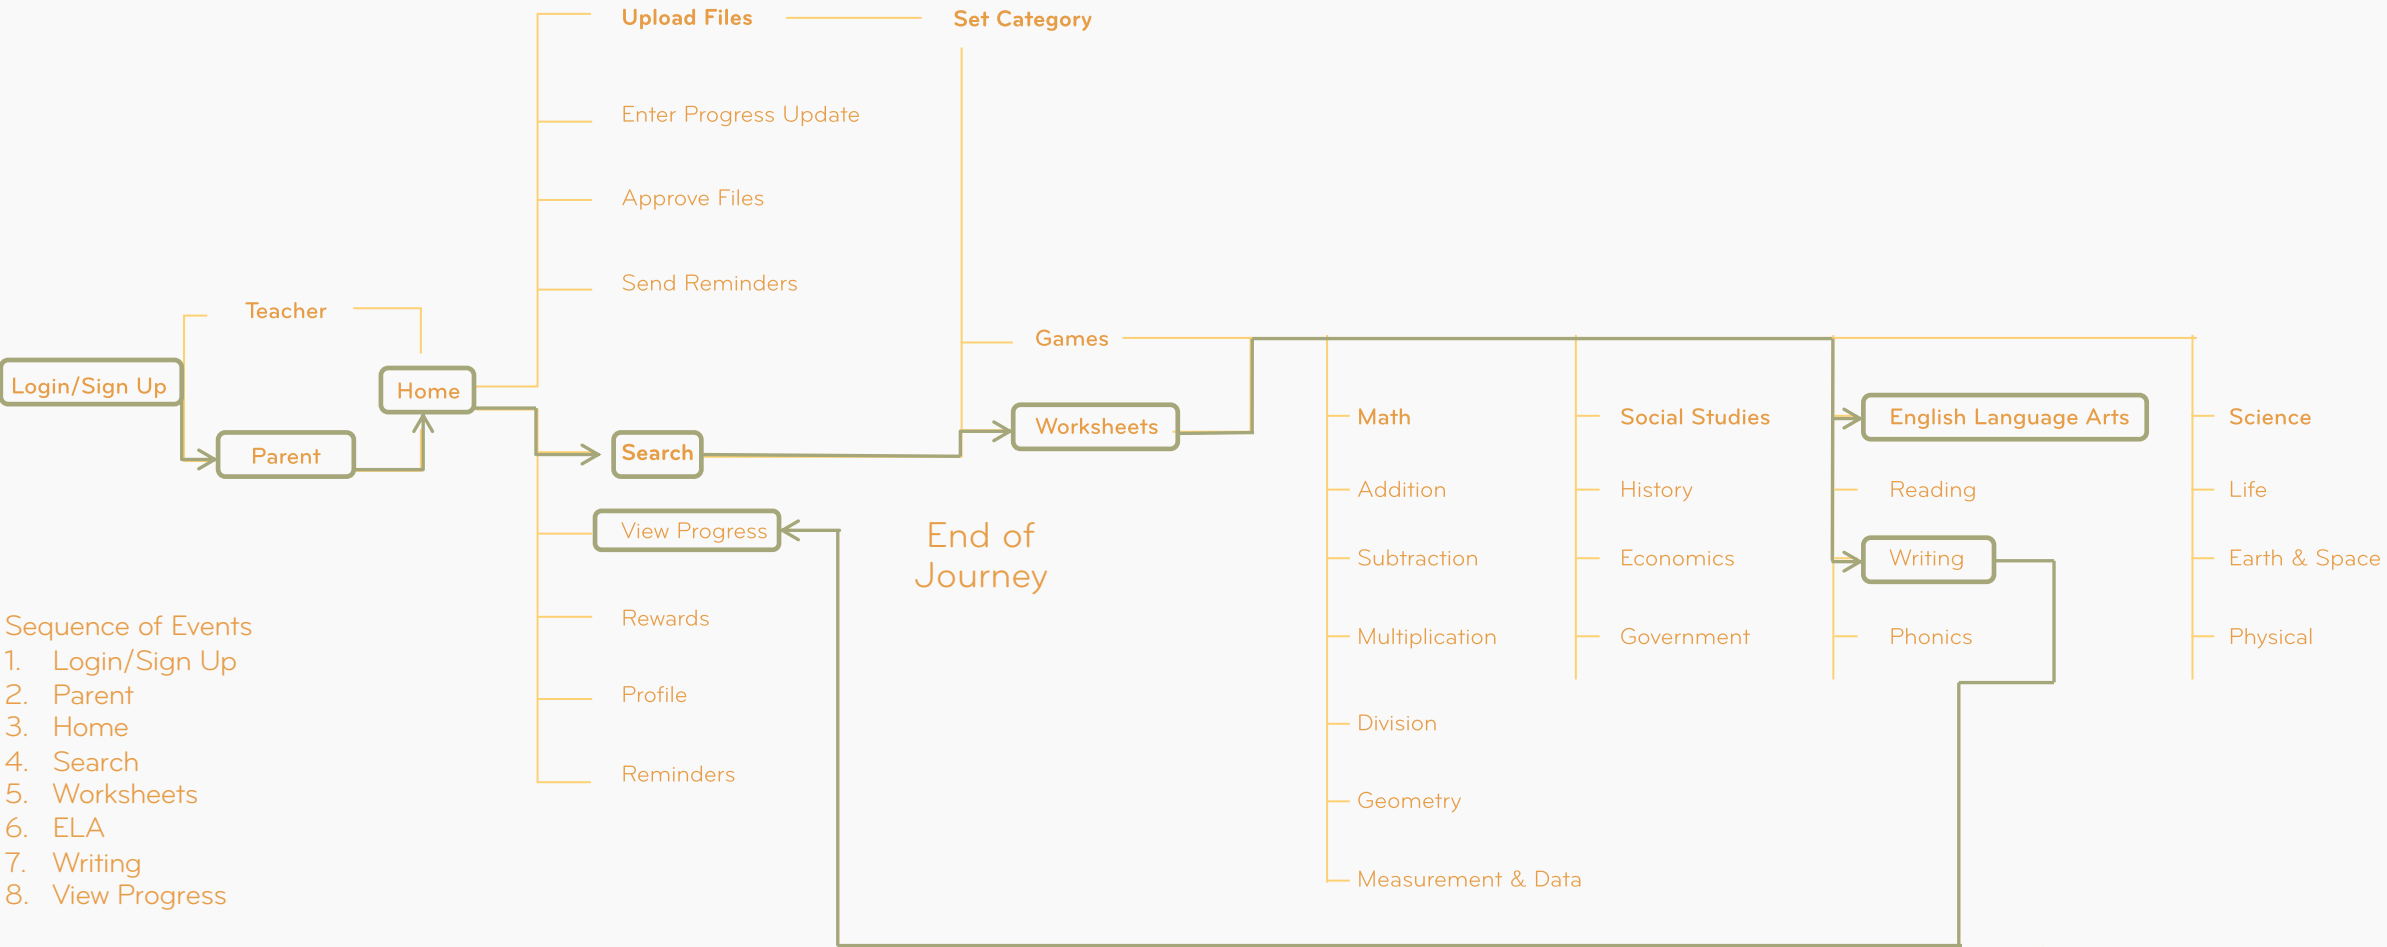 Upload Files
Set Category
Enter Progress Update
Approve Files
Send Reminders
Teacher
Games
Login/Sign Up
Home
Parent
Search
Worksheets
View Progress
Rewards
Profile
Reminders
End of
Journey
Math
Addition
Subtraction
Multiplication
Division
Geometry
Measurement & Data
Social Studies
History
Economics
Government
English Language Arts
Reading
Writing
Phonics
Science
Life
Earth & Space
Physical
Sequence of Events
1. Login/Sign Up
2. Parent
3. Home
4. Search
5. Worksheets
6. ELA
7. Writing
8. View Progress